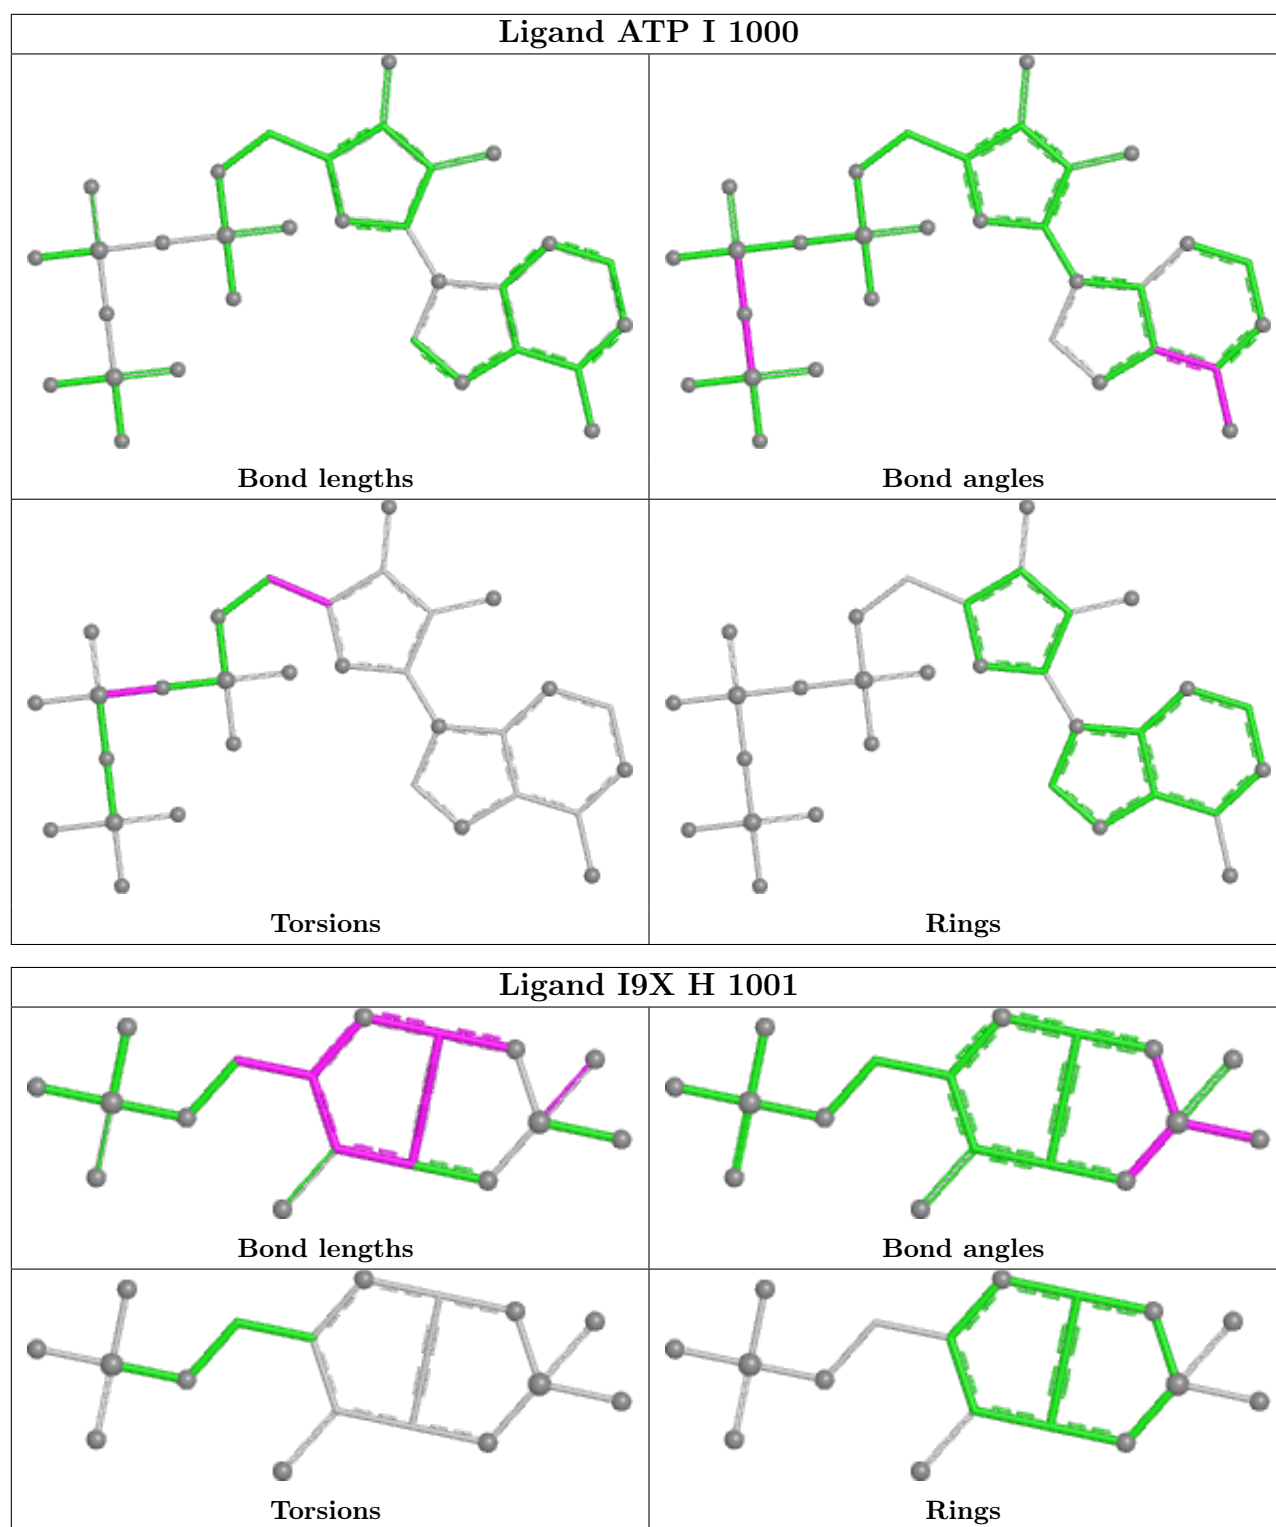 Ligand ATP I 1000
Bond lengths
Bond angles
Torsions
Rings
Ligand I9X H 1001
Bond lengths
Bond angles
Torsions
Rings